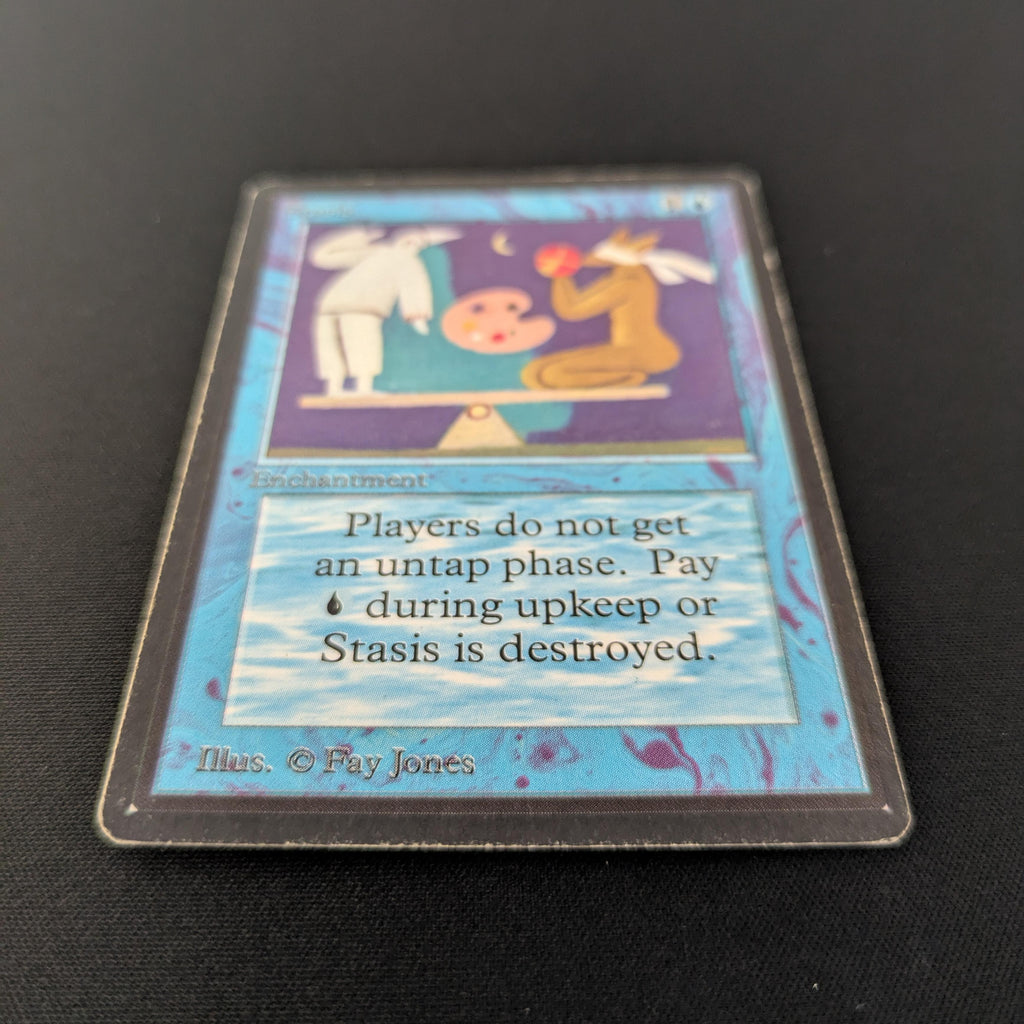 Enchantment
Players do not get
an untap phase. Pay
during upkeep or
Stasis is destroyed.
Illus. © Fay Jones